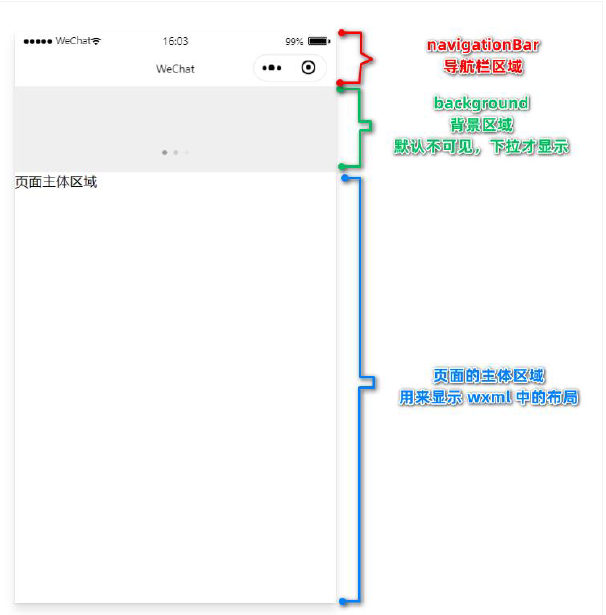 WeChat 16:03 99%
WeChat
页面主体区域
navigationBar
导航栏区域
background
背景区域
默认不可见，下拉才显示
页面的主体区域
用来显示 wxml 中的布局